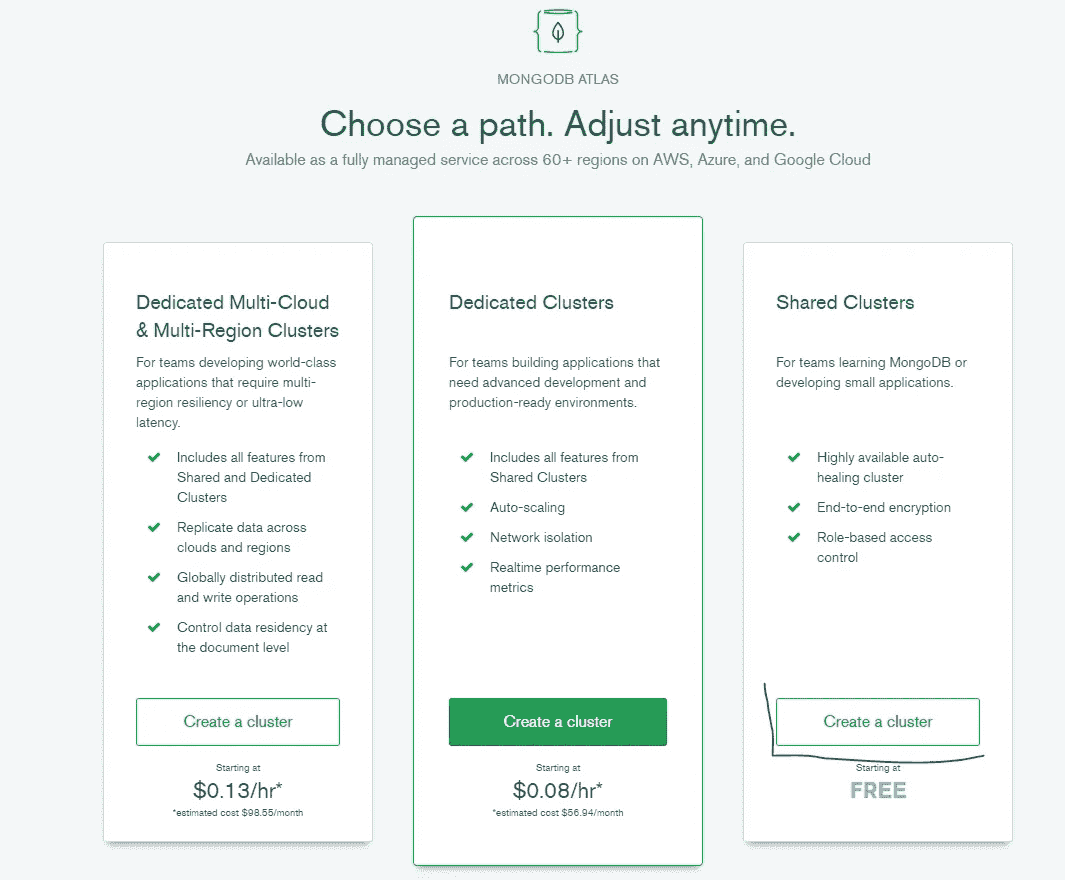 MONGODB ATLAS
Choose a path. Adjust anytime.
Available as a fully managed service across 60+ regions on AWS, Azure, and Google Cloud
Dedicated Multi-Cloud
& Multi-Region Clusters
For teams developing world-class
applications that require multi-
region resiliency or ultra-low
latency.
Includes all features from
Shared and Dedicated
Clusters
Replicate data across
clouds and regions
Globally distributed read
and write operations
Control data residency at
the document level
Create a cluster
Starting at
$0.13/hr*
*estimated cost $98.55/month
Dedicated Clusters
For teams building applications that
need advanced development and
production-ready environments.
Includes all features from
Shared Clusters
Auto-scaling
Network isolation
Realtime performance
metrics
Create a cluster
Starting at
$0.08/hr*
*estimated cost $56.94/month
Shared Clusters
For teams learning MongoDB or
developing small applications.
Highly available auto-
healing cluster
End-to-end encryption
Role-based access
control
Create a cluster
Starting at
FREE